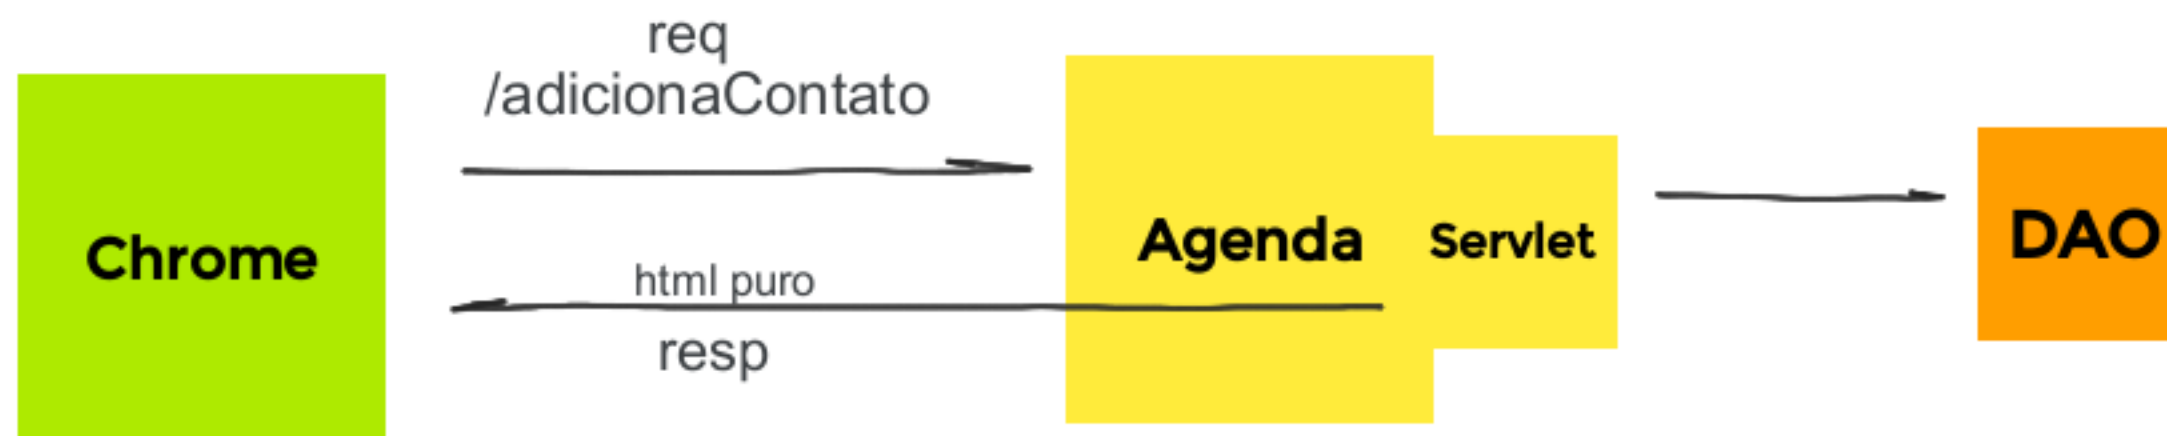 req
/adicionaContato
Chrome
html puro
resp
Agenda
Servlet
DAO